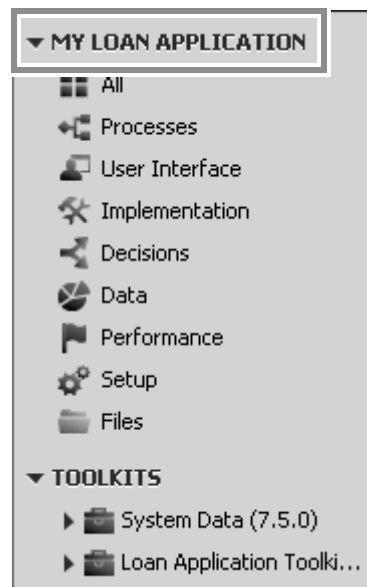 MY LOAN APPLICATION
All
Processes
User Interface
Implementation
Decisions
Data
Performance
Setup
Files
TOOLKITS
System Data (7.5.0)
Loan Application Toolki...